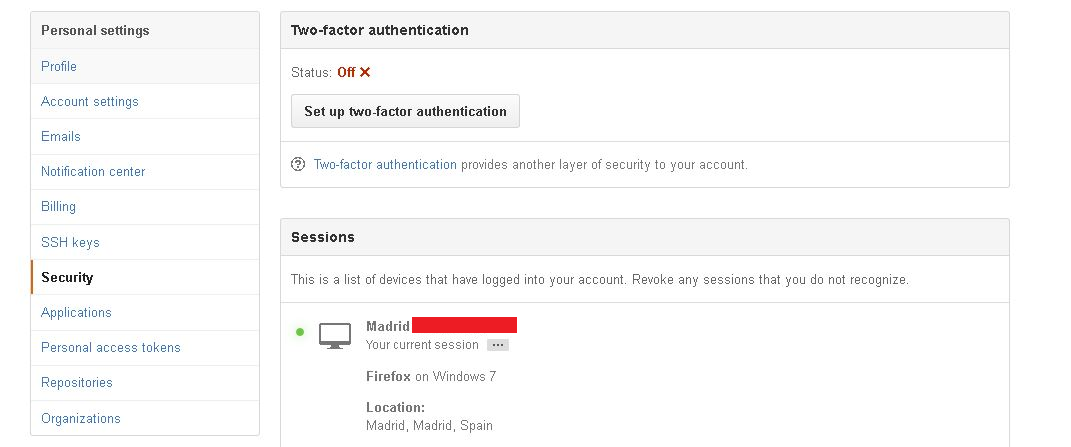 Personal settings
Profile
Account settings
Emails
Notification center
Billing
SSH keys
Security
Applications
Personal access tokens
Repositories
Organizations
Two-factor authentication
Status: Off
Set up two-factor authentication
Two-factor authentication provides another layer of security to your account.
Sessions
This is a list of devices that have logged into your account. Revoke any sessions that you do not recognize.
Madrid
Your current session ...
Firefox on Windows 7
Location:
Madrid, Madrid, Spain